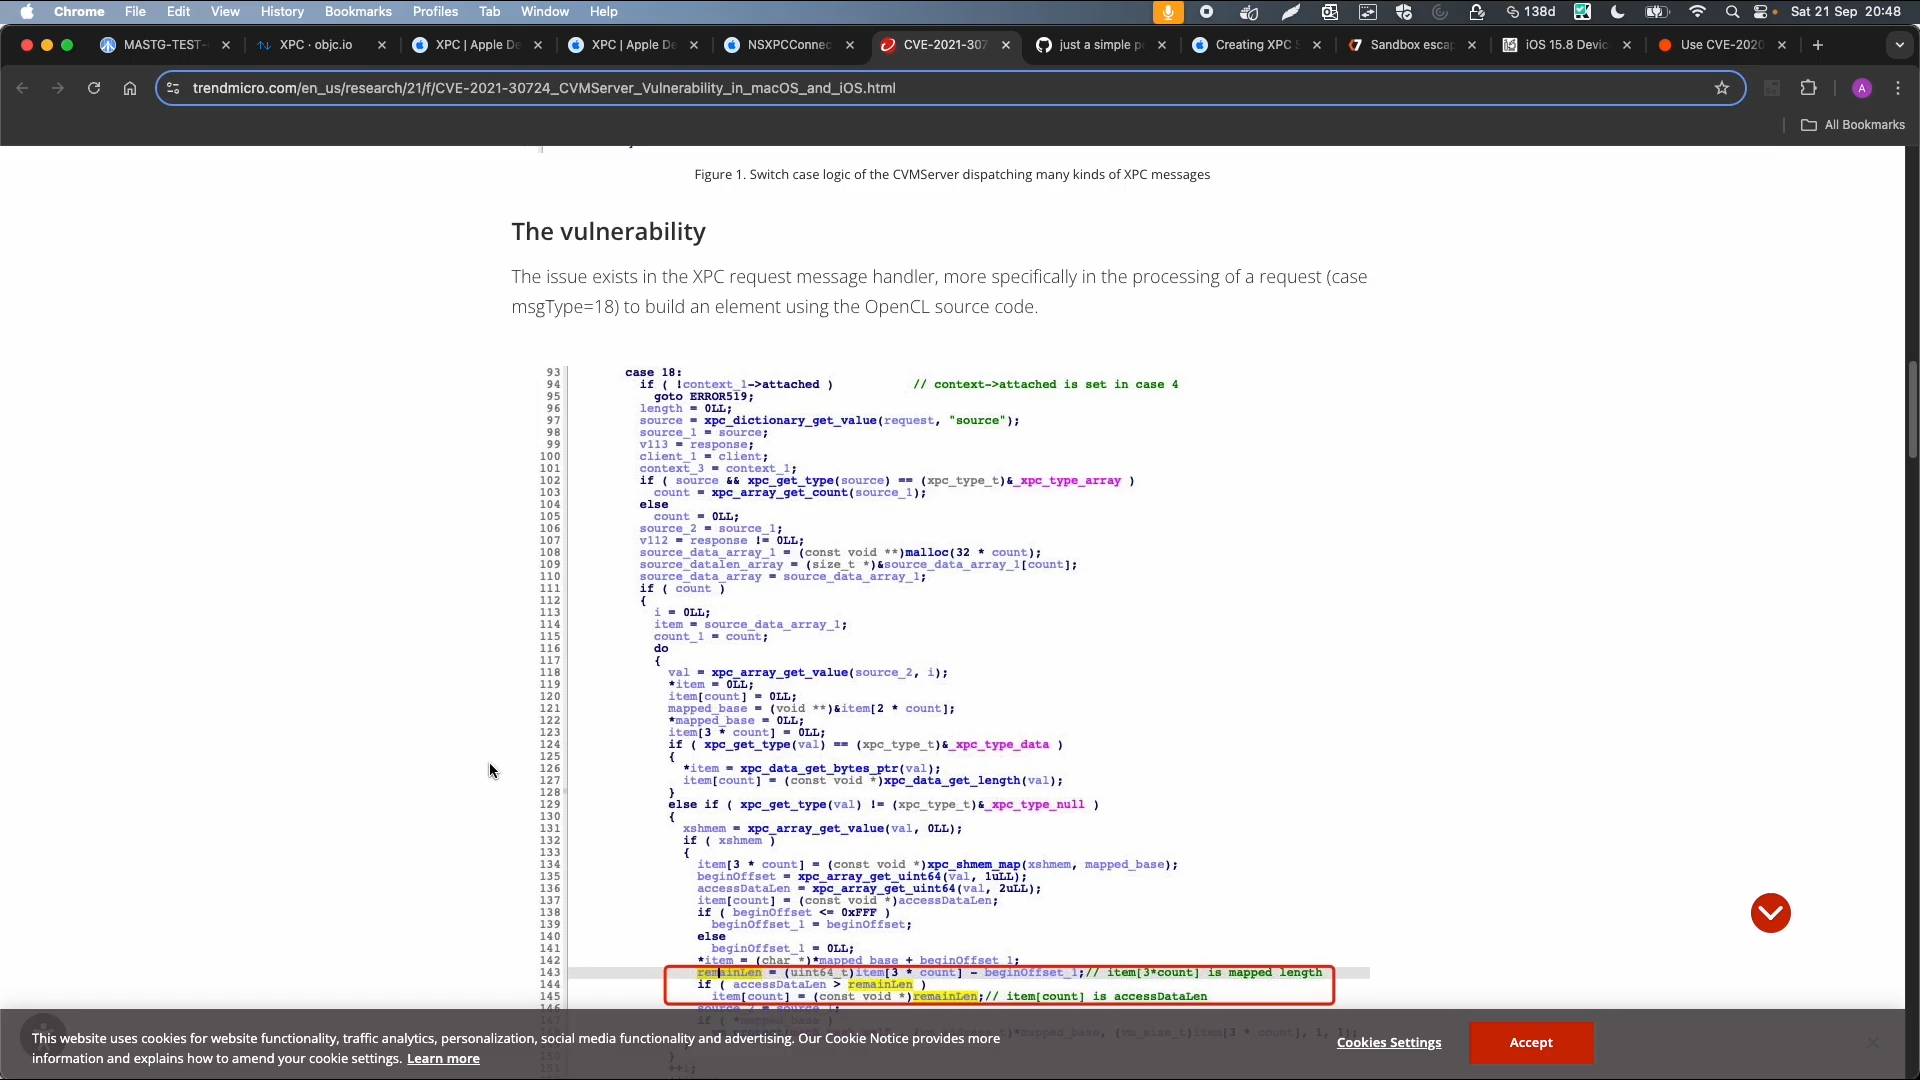 Chrome File Edit View History Bookmarks Profiles Tab Window Help 138d Sat 21 Sep 20:48
MASTG-TEST- XPC · objc.io XPC | Apple De XPC | Apple De NSXPCConnec CVE-2021-307 just a simple p Creating XPC S Sandbox escap iOS 15.8 Devic Use CVE-2020
trendmicro.com/en_us/research/21/f/CVE-2021-30724_CVMServer_Vulnerability_in_macOS_and_iOS.html A
All Bookmarks
Figure 1. Switch case logic of the CVMServer dispatching many kinds of XPC messages
The vulnerability
The issue exists in the XPC request message handler, more specifically in the processing of a request (case
msgType=18) to build an element using the OpenCL source code.
93 case 18:
94 if ( !context_1->attached ) // context->attached is set in case 4
95 goto ERROR519;
96 length = 0LL;
97 source = xpc_dictionary_get_value(request, "source");
98 source_1 = source;
99 v113 = response;
100 client_1 = client;
101 context_3 = context_1;
102 if ( source && xpc_get_type(source) == (xpc_type_t)&_xpc_type_array )
103 count = xpc_array_get_count(source_1);
104 else
105 count = 0LL;
106 source_2 = source_1;
107 v112 = response != 0LL;
108 source_data_array_1 = (const void **)malloc(32 * count);
109 source_datalen_array = (size_t *)&source_data_array_1[count];
110 source_data_array = source_data_array_1;
111 if ( count )
112 {
113 i = 0LL;
114 item = source_data_array_1;
115 count_1 = count;
116 do
117 {
118 val = xpc_array_get_value(source_2, i);
119 *item = 0LL;
120 item[count] = 0LL;
121 mapped_base = (void **)&item[2 * count];
122 *mapped_base = 0LL;
123 item[3 * count] = 0LL;
124 if ( xpc_get_type(val) == (xpc_type_t)&_xpc_type_data )
125 {
126 *item = xpc_data_get_bytes_ptr(val);
127 item[count] = (const void *)xpc_data_get_length(val);
128 }
129 else if ( xpc_get_type(val) != (xpc_type_t)&_xpc_type_null )
130 {
131 xshmem = xpc_array_get_value(val, 0LL);
132 if ( xshmem )
133 {
134 item[3 * count] = (const void *)xpc_shmem_map(xshmem, mapped_base);
135 beginOffset = xpc_array_get_uint64(val, 1uLL);
136 accessDataLen = xpc_array_get_uint64(val, 2uLL);
137 item[count] = (const void *)accessDataLen;
138 if ( beginOffset <= 0xFFF )
139 beginOffset_1 = beginOffset;
140 else
141 beginOffset_1 = 0LL;
142 *item = (char *)*mapped_base + beginOffset_1;
143 remainLen = (uint64_t)item[3 * count] - beginOffset_1;// item[3*count] is mapped length
144 if ( accessDataLen > remainLen )
145 item[count] = (const void *)remainLen;// item[count] is accessDataLen
146 source_2 = source_1;
This website uses cookies for website functionality, traffic analytics, personalization, social media functionality and advertising. Our Cookie Notice provides more
information and explains how to amend your cookie settings. Learn more
Cookies Settings
Accept